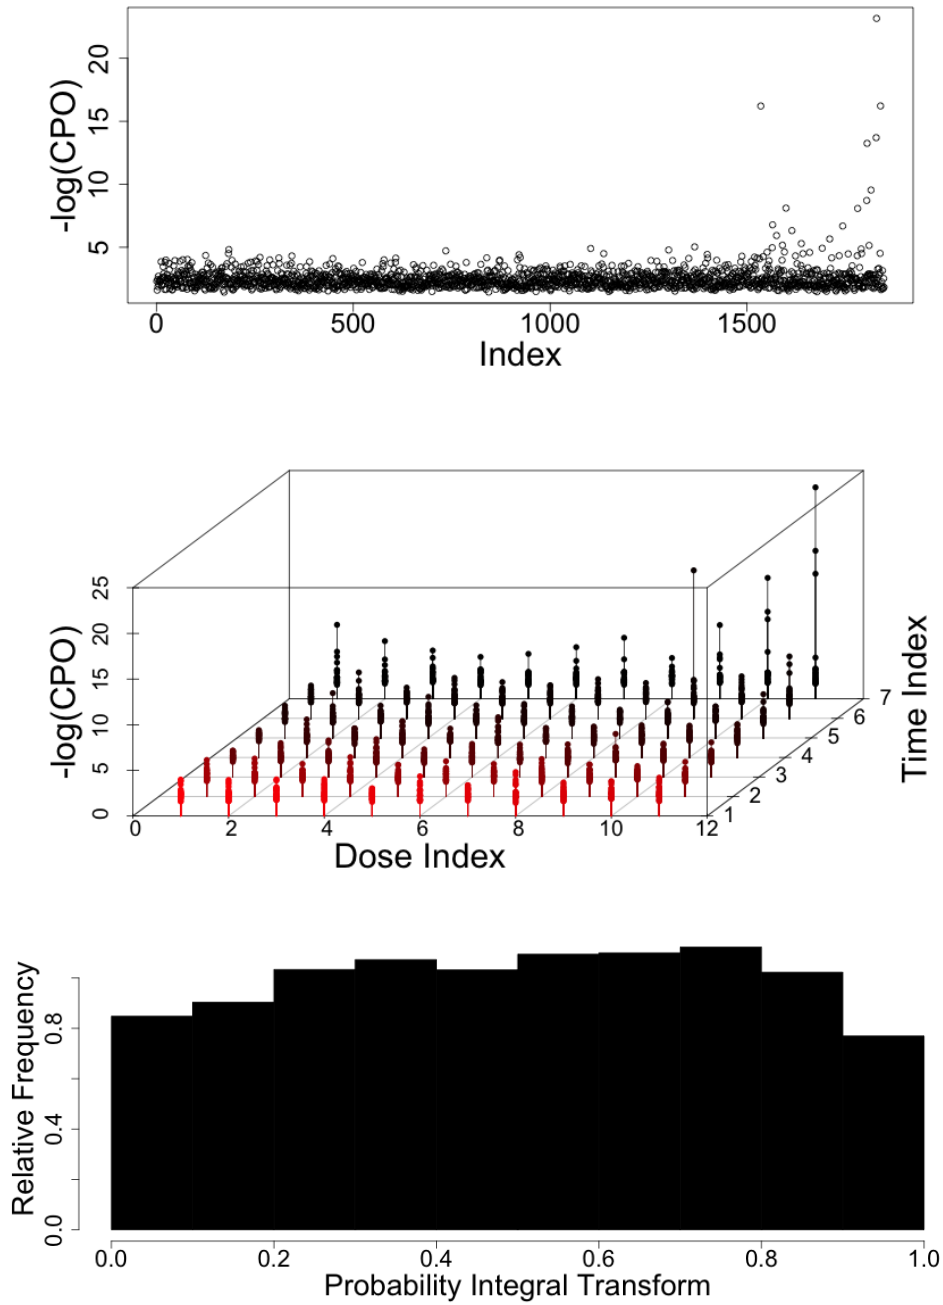 -log(CPO)
20
15
10
5
0 500 1000 1500
Index
-log(CPO)
25
20
15
10
5
0
0 2 4 6 8 10 12
Dose Index
1 2 3 4 5 6 7
Time Index
Relative Frequency
0.8
0.4
0.0
0.0 0.2 0.4 0.6 0.8 1.0
Probability Integral Transform